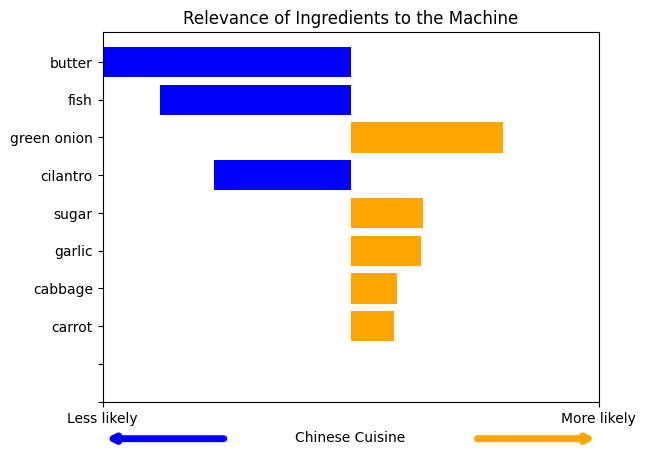 Relevance of Ingredients to the Machine
butter
fish
green onion
cilantro
sugar
garlic
cabbage
carrot
Less likely
More likely
Chinese Cuisine